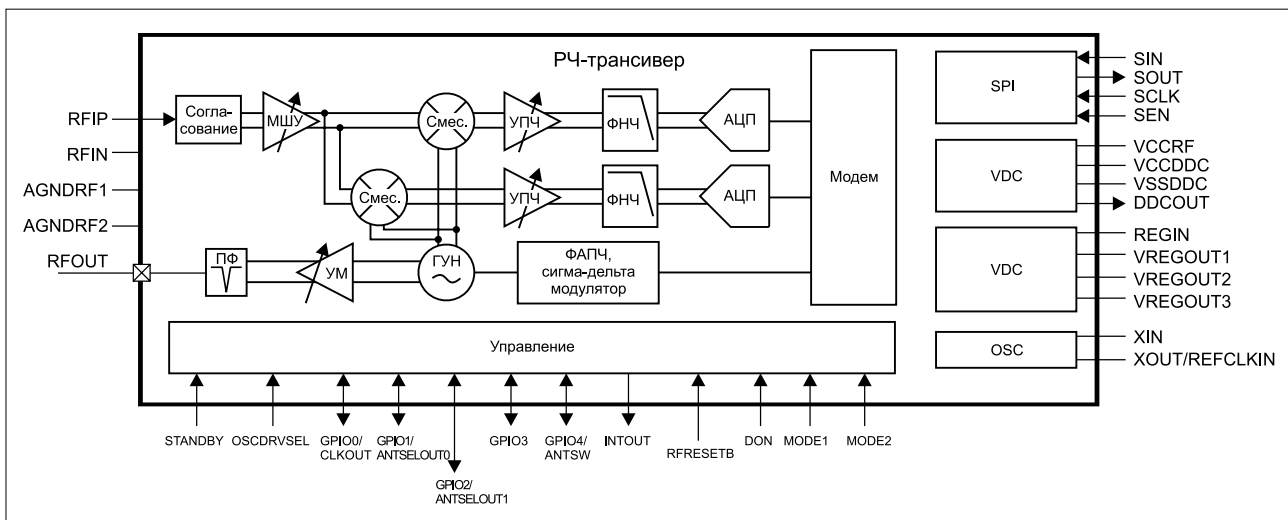 РЧ-трансивер
RFIP
RFIN
AGNDRF1
AGNDRF2
RFOUT
Согла-
сование
МШУ
Смес.
УПЧ
ФНЧ
АЦП
Смес.
УПЧ
ФНЧ
АЦП
Модем
ПФ
УМ
ГУН
ФАПЧ,
сигма-дельта
модулятор
Управление
SPI
SIN
SOUT
SCLK
SEN
VDC
VCCRF
VCCDDC
VSSDDC
DDCOUT
VDC
REGIN
VREGOUT1
VREGOUT2
VREGOUT3
OSC
XIN
XOUT/REFCLKIN
STANDBY
OSCDRVSEL
GPIO0/
CLKOUT
GPIO1/
ANTSELOUT0
GPIO2/
ANTSELOUT1
GPIO3
GPIO4/
ANTSW
INTOUT
RFRESETB
DON
MODE1
MODE2